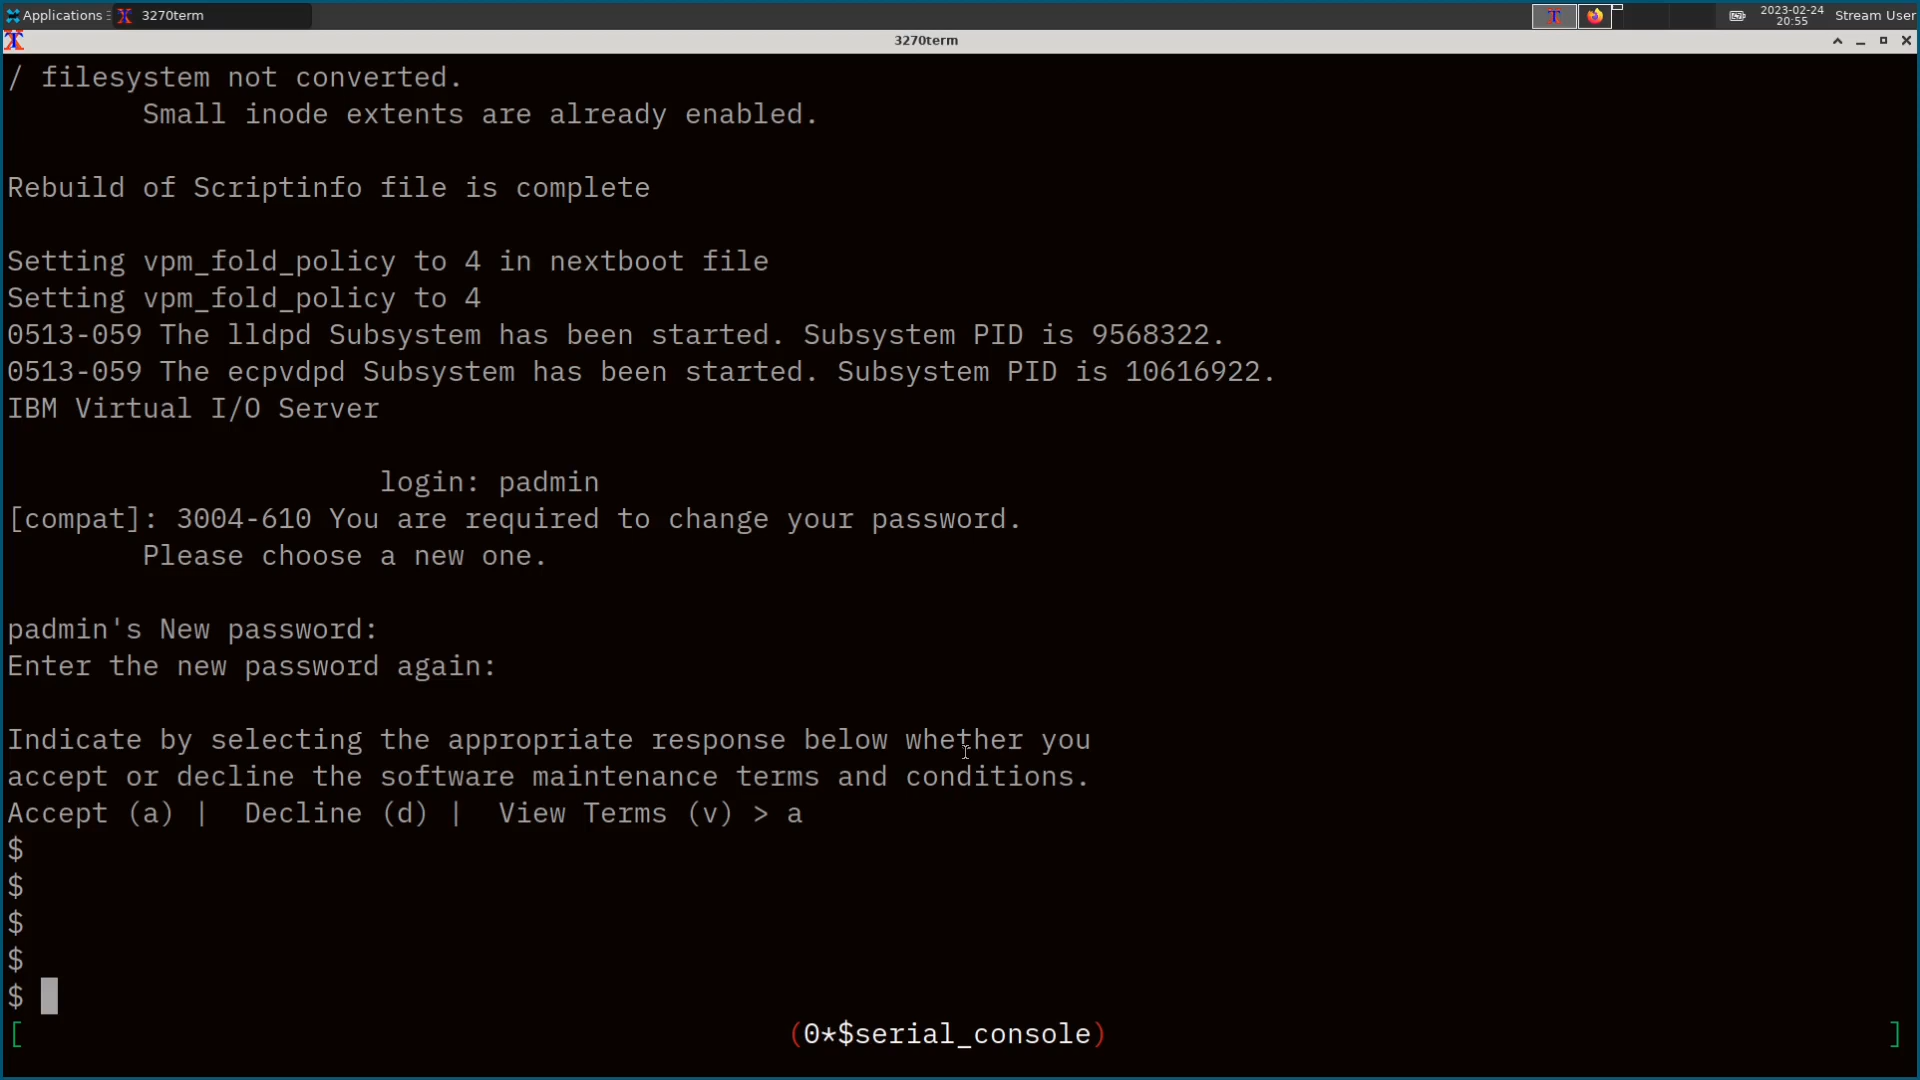 Applications
3270term
2023-02-24
20:55
Stream User
3270term
/ filesystem not converted.
Small inode extents are already enabled.
Rebuild of Scriptinfo file is complete
Setting vpm_fold_policy to 4 in nextboot file
Setting vpm_fold_policy to 4
0513-059 The lldpd Subsystem has been started. Subsystem PID is 9568322.
0513-059 The ecpvdpd Subsystem has been started. Subsystem PID is 10616922.
IBM Virtual I/O Server
login: padmin
[compat]: 3004-610 You are required to change your password.
Please choose a new one.
padmin's New password:
Enter the new password again:
Indicate by selecting the appropriate response below whether you
accept or decline the software maintenance terms and conditions.
Accept (a) |  Decline (d) |  View Terms (v) > a
$
$
$
$
$
[ (0*$serial_console) ]